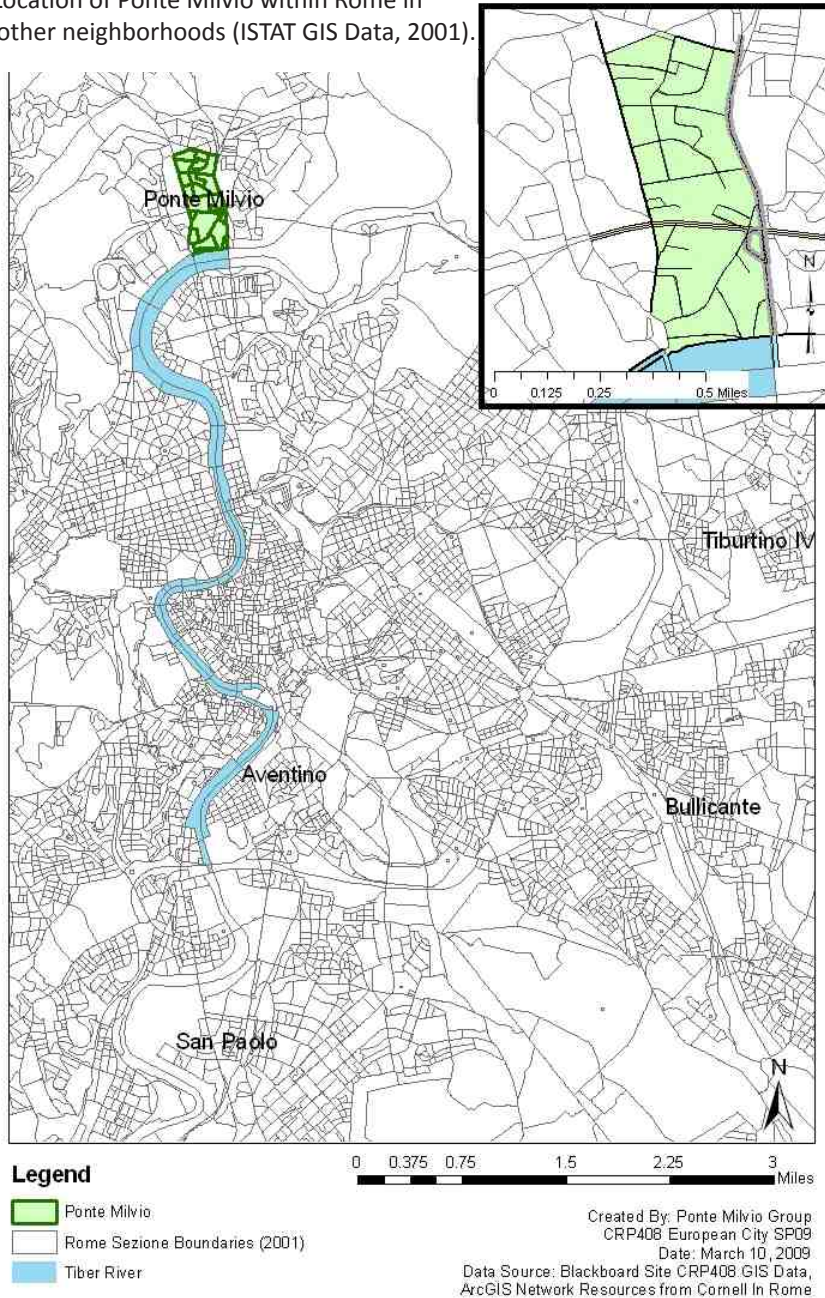 Location of Ponte Milvio within Rome in
other neighborhoods (ISTAT GIS Data, 2001).
N
0 0.125 0.25 0.5 Miles
Ponte Milvio
Tiburtino IV
Aventino
Bullicante
San Paolo
N
Legend
Ponte Milvio
Rome Sezione Boundaries (2001)
Tiber River
0 0.375 0.75 1.5 2.25 3
Miles
Created By: Ponte Milvio Group
CRP408 European City SP09
Date: March 10, 2009
Data Source: Blackboard Site CRP408 GIS Data,
ArcGIS Network Resources from Cornell In Rome